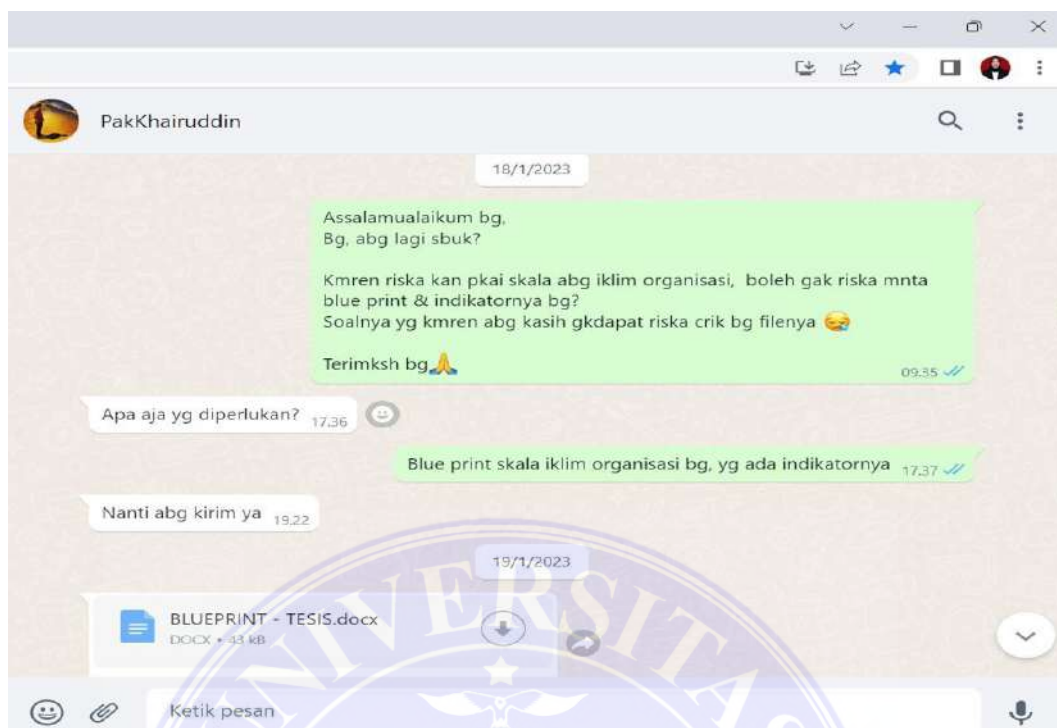 PakKhairuddin
18/1/2023
Assalamualaikum bg,
Bg, abg lagi sbuk?
Kmren riska kan pkai skala abg iklim organisasi, boleh gak riska mnta
blue print & indikatornya bg?
Soalnya yg kmren abg kasih gkdapat riska crik bg filenya 😪
Terimksh bg🙏
09.35
Apa aja yg diperlukan? 17.36
Blue print skala iklim organisasi bg, yg ada indikatornya 17.37
Nanti abg kirim ya 19.22
19/1/2023
BLUEPRINT - TESIS.docx
DOCX • 43 kB
Ketik pesan
UNIVERSITAS